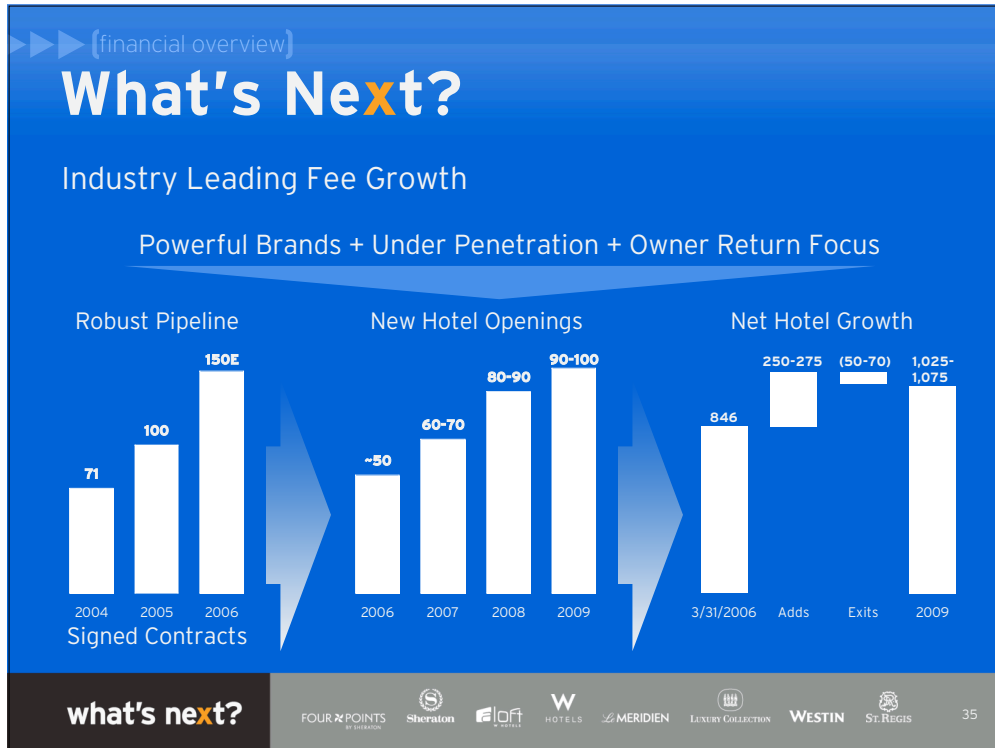 [financial overview]
What's Next?
Industry Leading Fee Growth
Powerful Brands + Under Penetration + Owner Return Focus
Robust Pipeline
150E
100
71
2004 2005 2006
Signed Contracts
New Hotel Openings
90-100
80-90
60-70
~50
2006 2007 2008 2009
Net Hotel Growth
250-275 (50-70) 1,025-
1,075
846
3/31/2006 Adds Exits 2009
what's next?
FOUR POINTS
BY SHERATON
S
Sheraton
aloft
W HOTELS
W
HOTELS
Le MERIDIEN
LUXURY COLLECTION
WESTIN
ST. REGIS
35